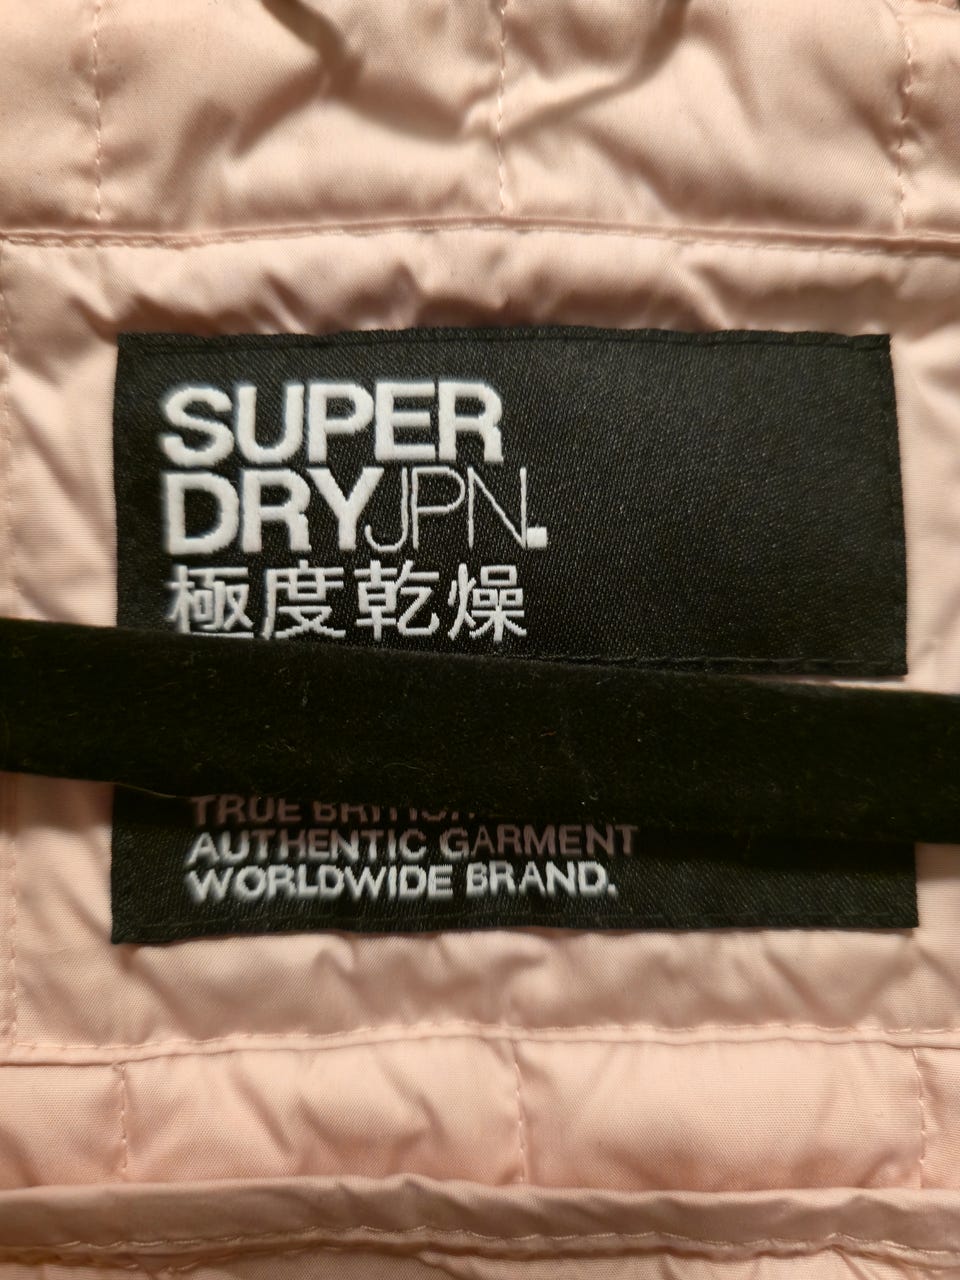 SUPER
DRYJPN.
極度乾燥
TRUE
AUTHENTIC GARMENT
WORLDWIDE BRAND.